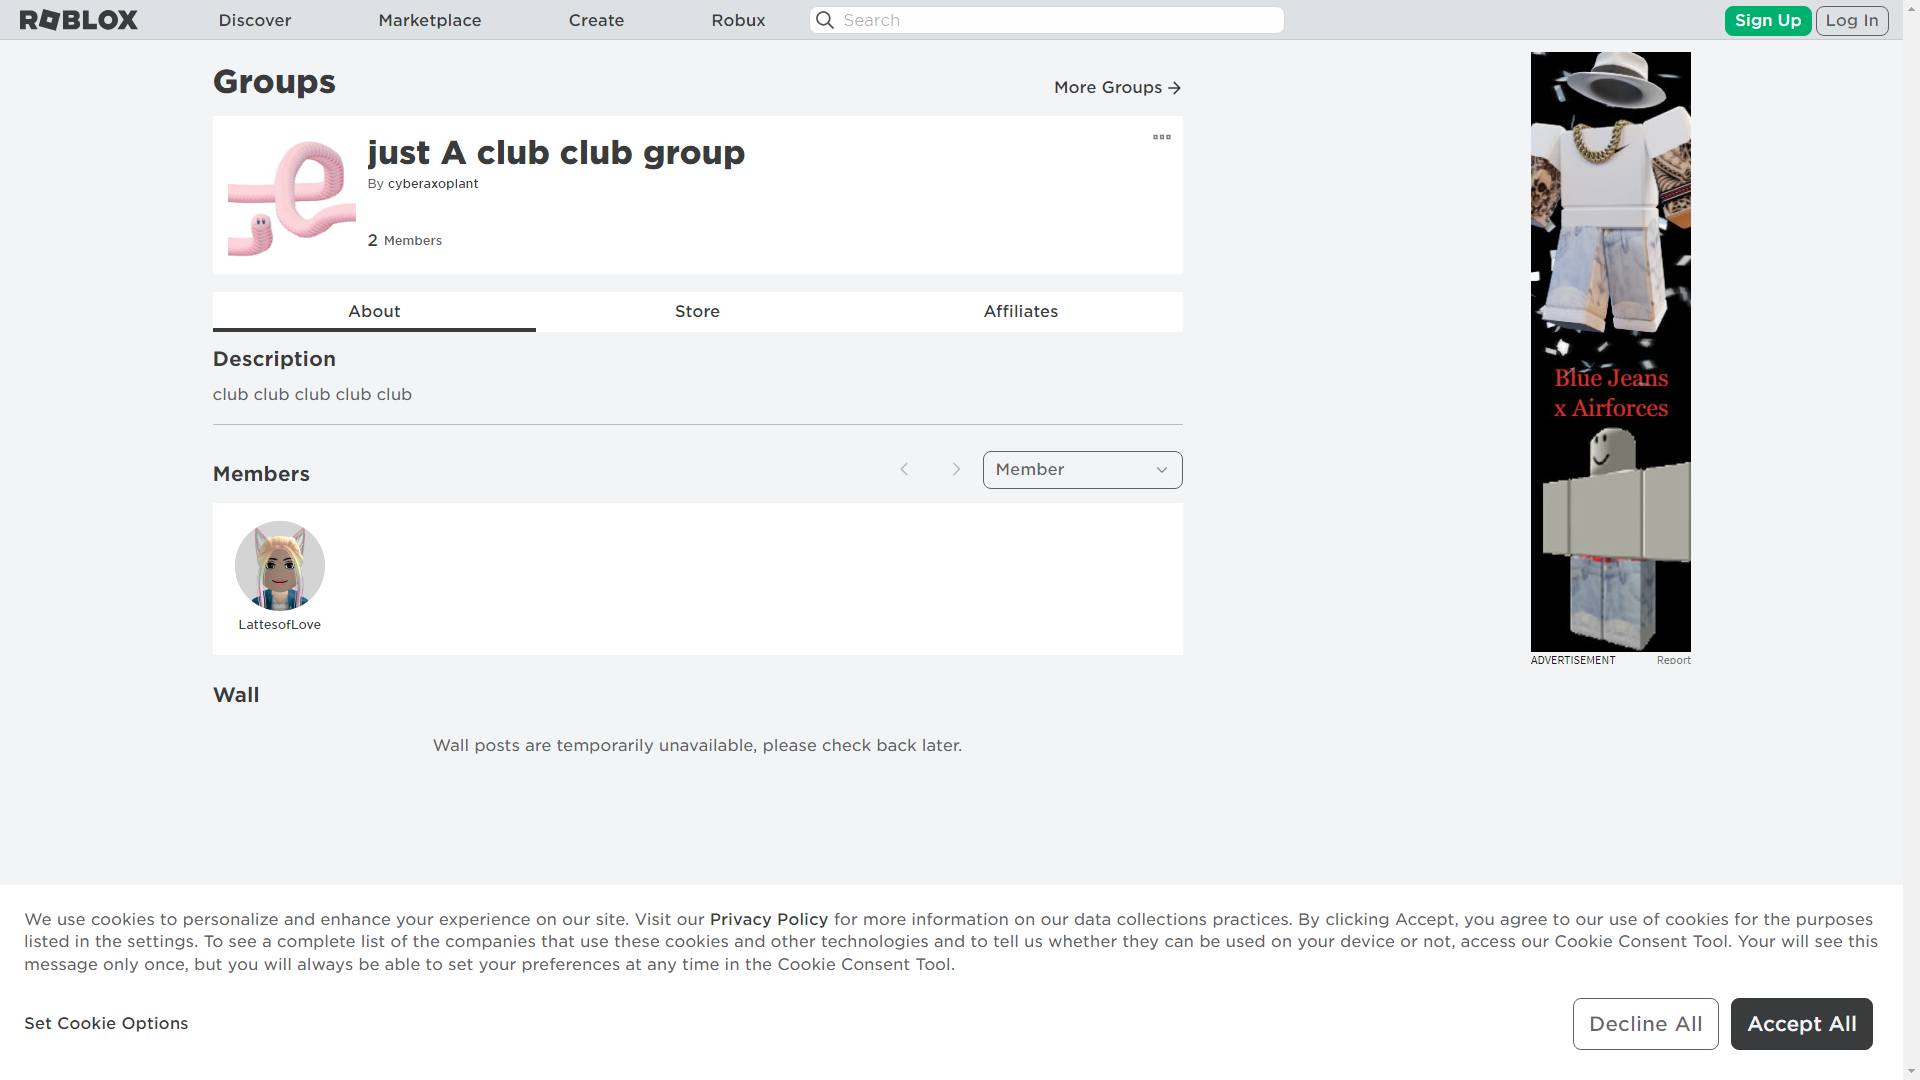 ROBLOX
Discover
Marketplace
Create
Robux
Search
Sign Up
Log In
Groups
More Groups
just A club club group
By cyberaxoplant
2 Members
About
Store
Affiliates
Description
club club club club club
Members
Member
LattesofLove
Wall
Wall posts are temporarily unavailable, please check back later.
Blue Jeans
x Airforces
ADVERTISEMENT
Report
We use cookies to personalize and enhance your experience on our site. Visit our Privacy Policy for more information on our data collections practices. By clicking Accept, you agree to our use of cookies for the purposes
listed in the settings. To see a complete list of the companies that use these cookies and other technologies and to tell us whether they can be used on your device or not, access our Cookie Consent Tool. Your will see this
message only once, but you will always be able to set your preferences at any time in the Cookie Consent Tool.
Set Cookie Options
Decline All
Accept All